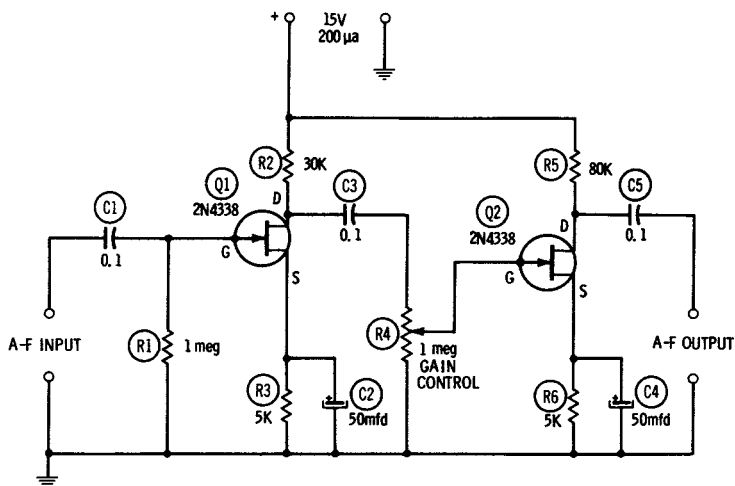 + 15V
200 µa
R2 30K
R5 80K
Q1
2N4338
D
G
S
C3
0.1
C5
0.1
C1
0.1
Q2
2N4338
D
G
S
A-F INPUT
R1 1 meg
R4
1 meg
GAIN
CONTROL
A-F OUTPUT
R3
5K
+
C2
50mfd
R6
5K
+
C4
50mfd